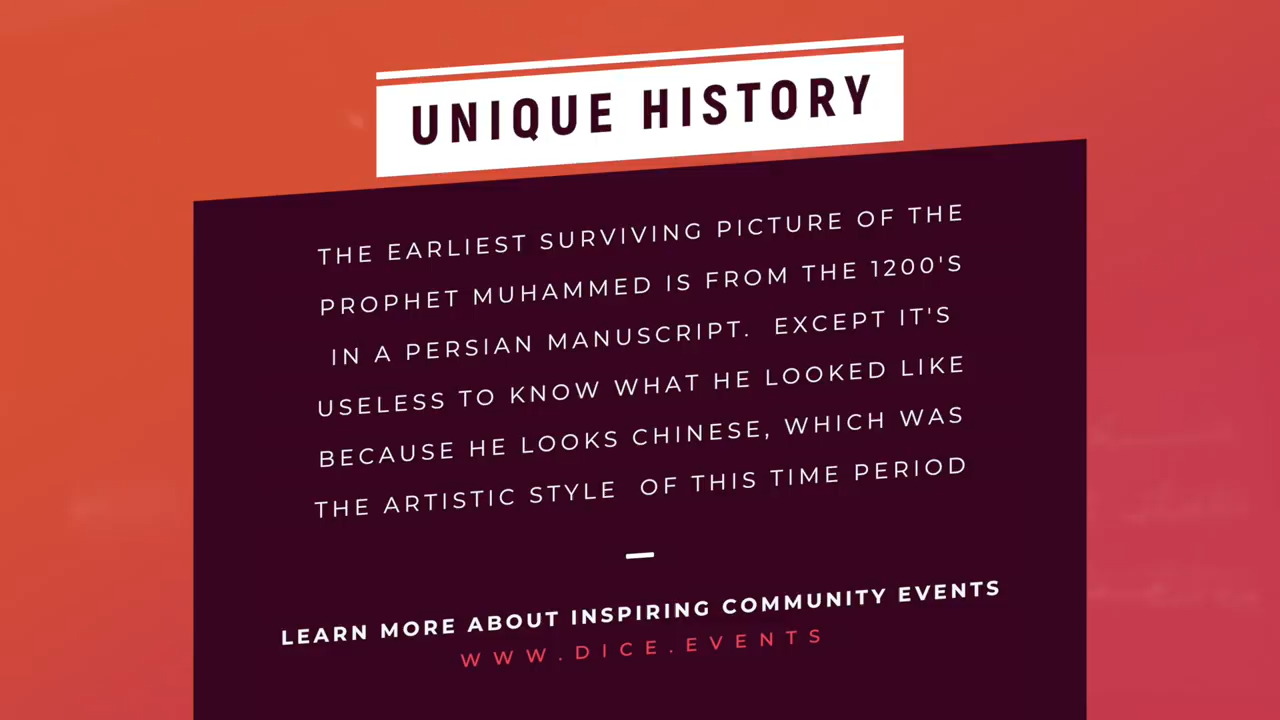 UNIQUE HISTORY
THE EARLIEST SURVIVING PICTURE OF THE
PROPHET MUHAMMED IS FROM THE 1200'S
IN A PERSIAN MANUSCRIPT.  EXCEPT IT'S
USELESS TO KNOW WHAT HE LOOKED LIKE
BECAUSE HE LOOKS CHINESE, WHICH WAS
THE ARTISTIC STYLE  OF THIS TIME PERIOD
LEARN MORE ABOUT INSPIRING COMMUNITY EVENTS
WWW.DICE.EVENTS